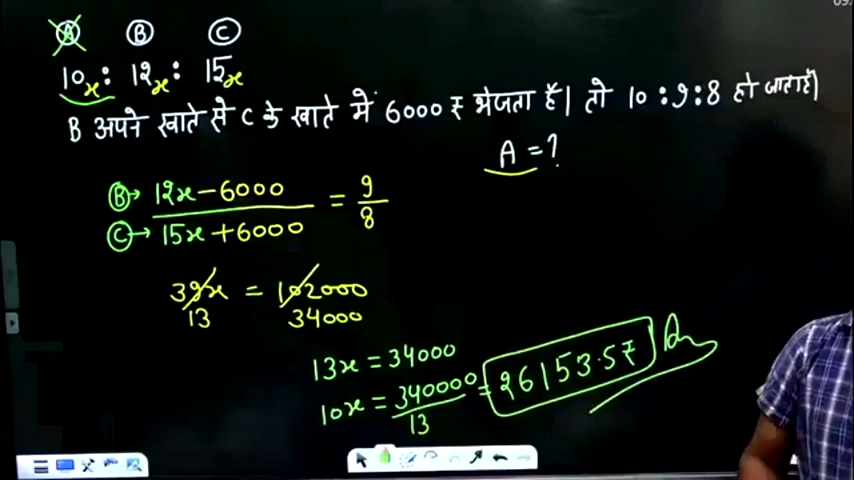 A B C
10x : 12x : 15x
B अपने खाते से C के खाते में 6000 ₹ भेजता है। तो 10 : 9 : 8 हो जाता है।
A = ?
B → 12x - 6000 / C → 15x + 6000 = 9/8
39x = 102000
13 34000
13x = 34000
10x = 340000/13 = 26153.57 Ans